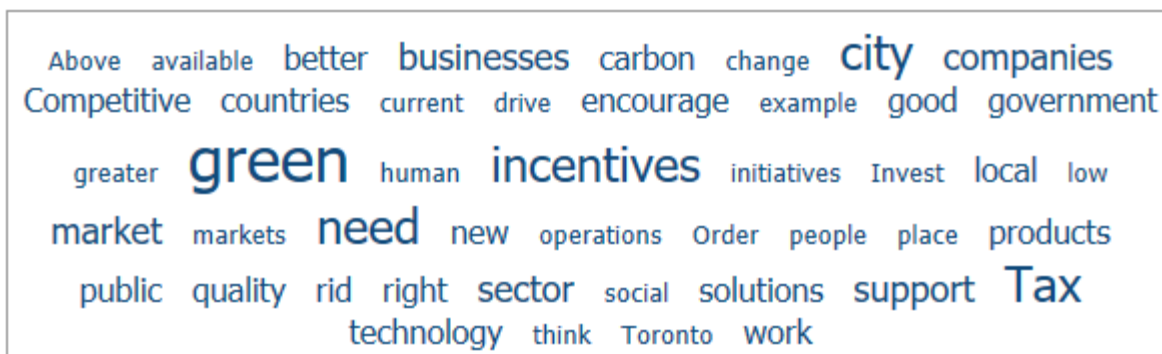 Above available better businesses carbon change city companies
Competitive countries current drive encourage example good government
greater green human incentives initiatives Invest local low
market markets need new operations Order people place products
public quality rid right sector social solutions support Tax
technology think Toronto work